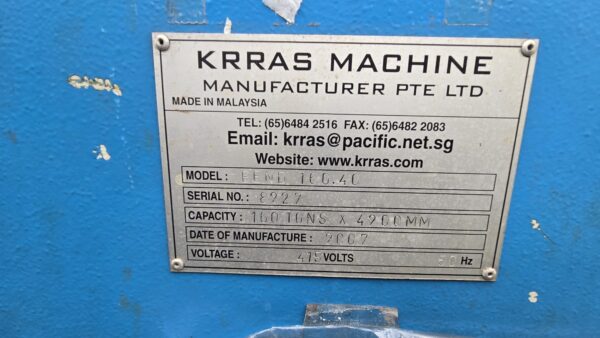 KRRAS MACHINE
MANUFACTURER PTE LTD
MADE IN MALAYSIA
TEL: (65)6484 2516 FAX: (65)6482 2083
Email: krras@pacific.net.sg
Website: www.krras.com
MODEL :
SERIAL NO. :
CAPACITY : 160 TONS X MM
DATE OF MANUFACTURE : 2007
VOLTAGE : 415 VOLTS Hz